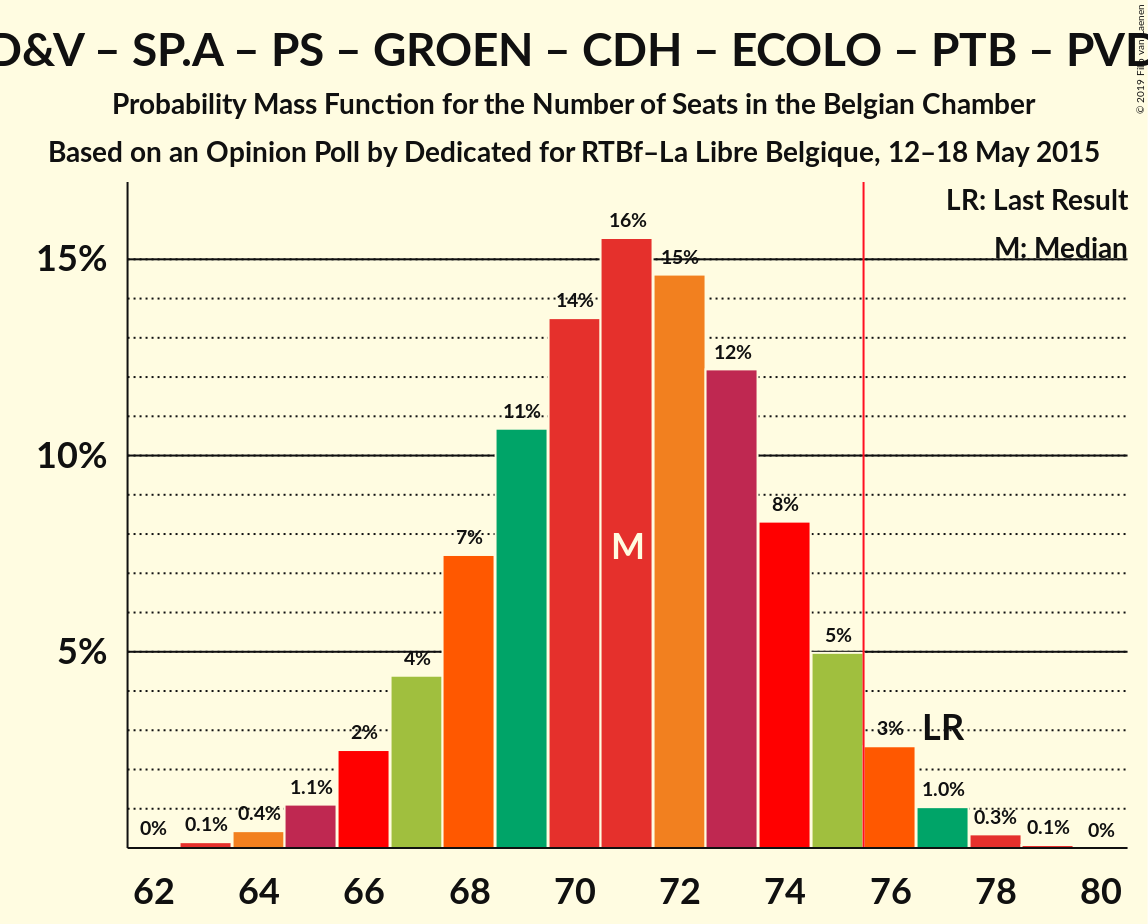 D&V – SP.A – PS – GROEN – CDH – ECOLO – PTB – PVD
© 2019 Filip van Laenen
Probability Mass Function for the Number of Seats in the Belgian Chamber
Based on an Opinion Poll by Dedicated for RTBf–La Libre Belgique, 12–18 May 2015
LR: Last Result
M: Median
15%
10%
5%
0%
0.1%
0.4%
1.1%
2%
4%
7%
11%
14%
16%
15%
12%
8%
5%
3%
1.0%
0.3%
0.1%
0%
M
LR
62 64 66 68 70 72 74 76 78 80